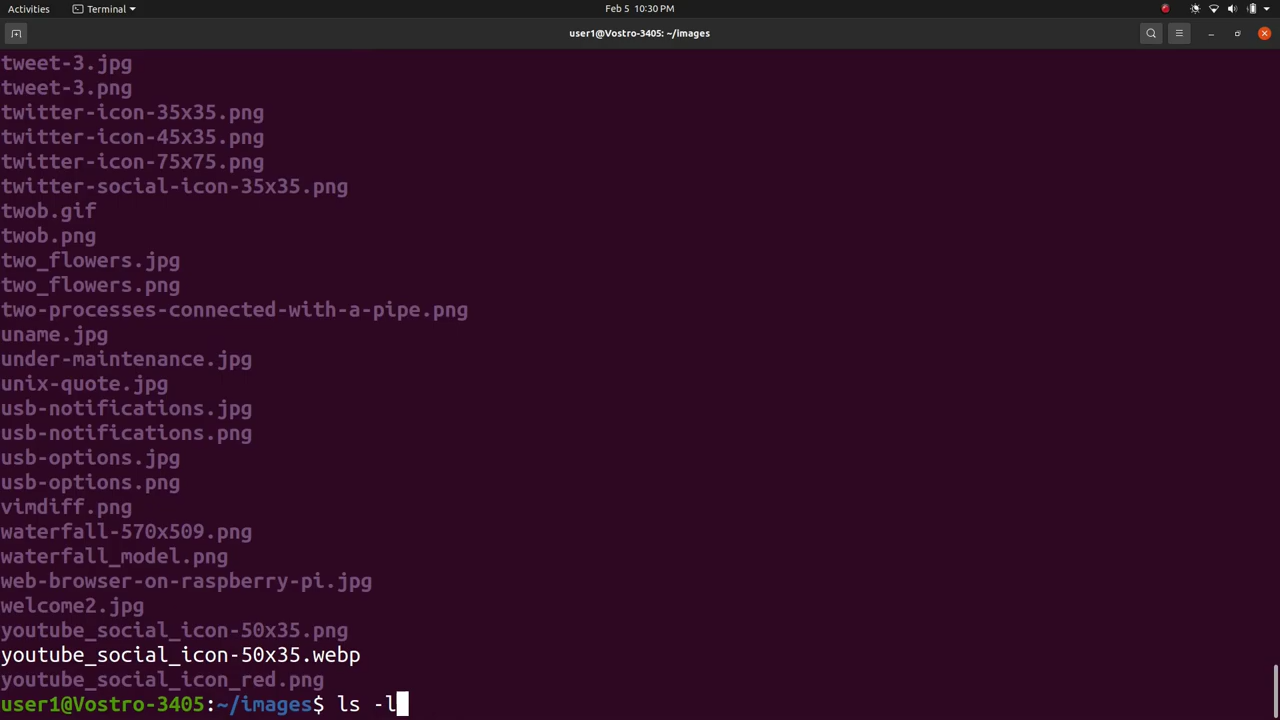 Activities
Terminal
Feb 5 10:30 PM
user1@Vostro-3405: ~/images
tweet-3.jpg
tweet-3.png
twitter-icon-35x35.png
twitter-icon-45x35.png
twitter-icon-75x75.png
twitter-social-icon-35x35.png
twob.gif
twob.png
two_flowers.jpg
two_flowers.png
two-processes-connected-with-a-pipe.png
uname.jpg
under-maintenance.jpg
unix-quote.jpg
usb-notifications.jpg
usb-notifications.png
usb-options.jpg
usb-options.png
vimdiff.png
waterfall-570x509.png
waterfall_model.png
web-browser-on-raspberry-pi.jpg
welcome2.jpg
youtube_social_icon-50x35.png
youtube_social_icon-50x35.webp
youtube_social_icon_red.png
user1@Vostro-3405:~/images$ ls -l